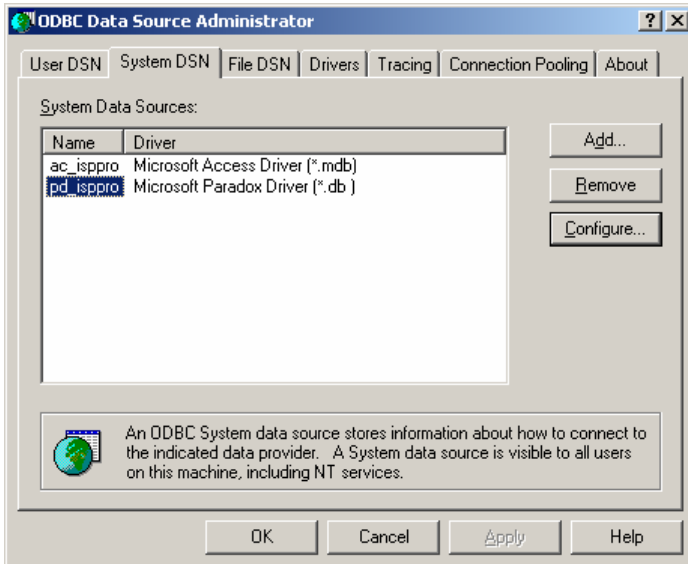 ODBC Data Source Administrator
User DSN System DSN File DSN Drivers Tracing Connection Pooling About
System Data Sources:
Name Driver
ac_isppro Microsoft Access Driver (*.mdb)
pd_isppro Microsoft Paradox Driver (*.db )
Add...
Remove
Configure...
An ODBC System data source stores information about how to connect to
the indicated data provider. A System data source is visible to all users
on this machine, including NT services.
OK Cancel Apply Help